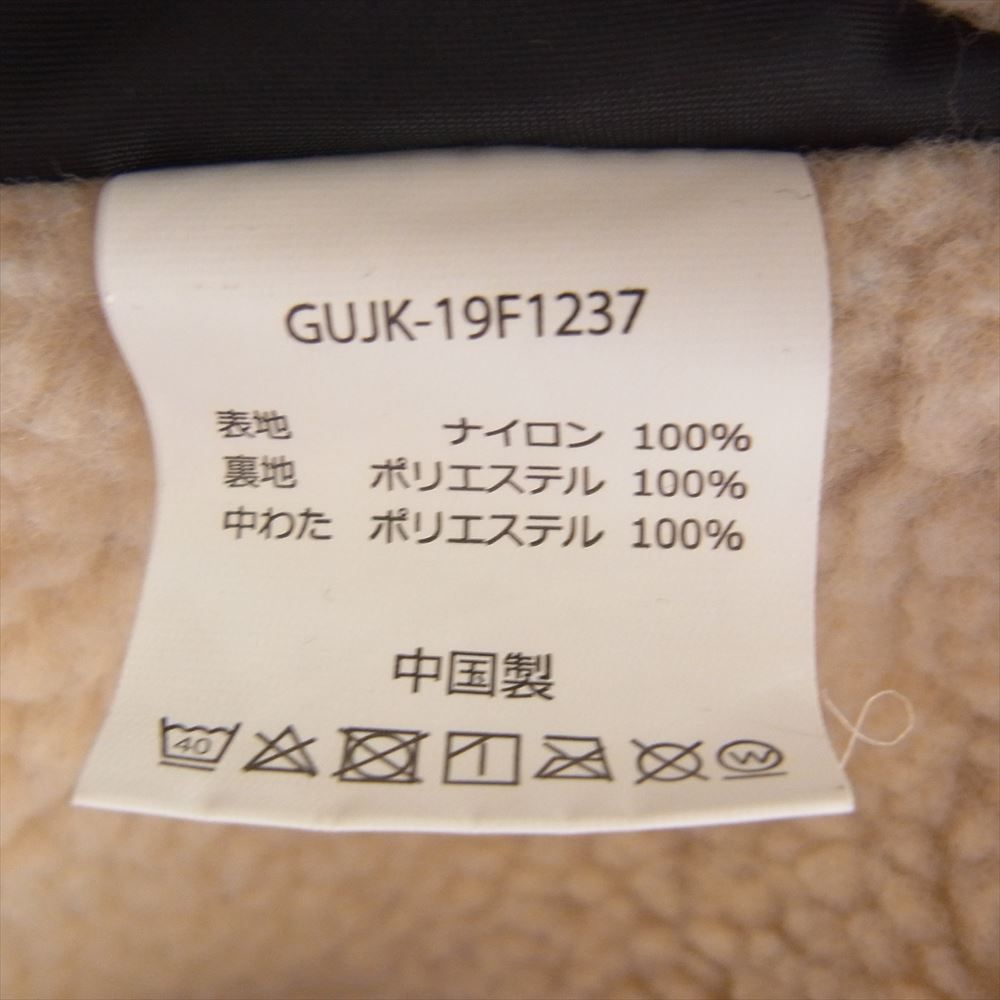 GUJK-19F1237
表地 ナイロン 100%
裏地 ポリエステル 100%
中わた ポリエステル 100%
中国製
40 W